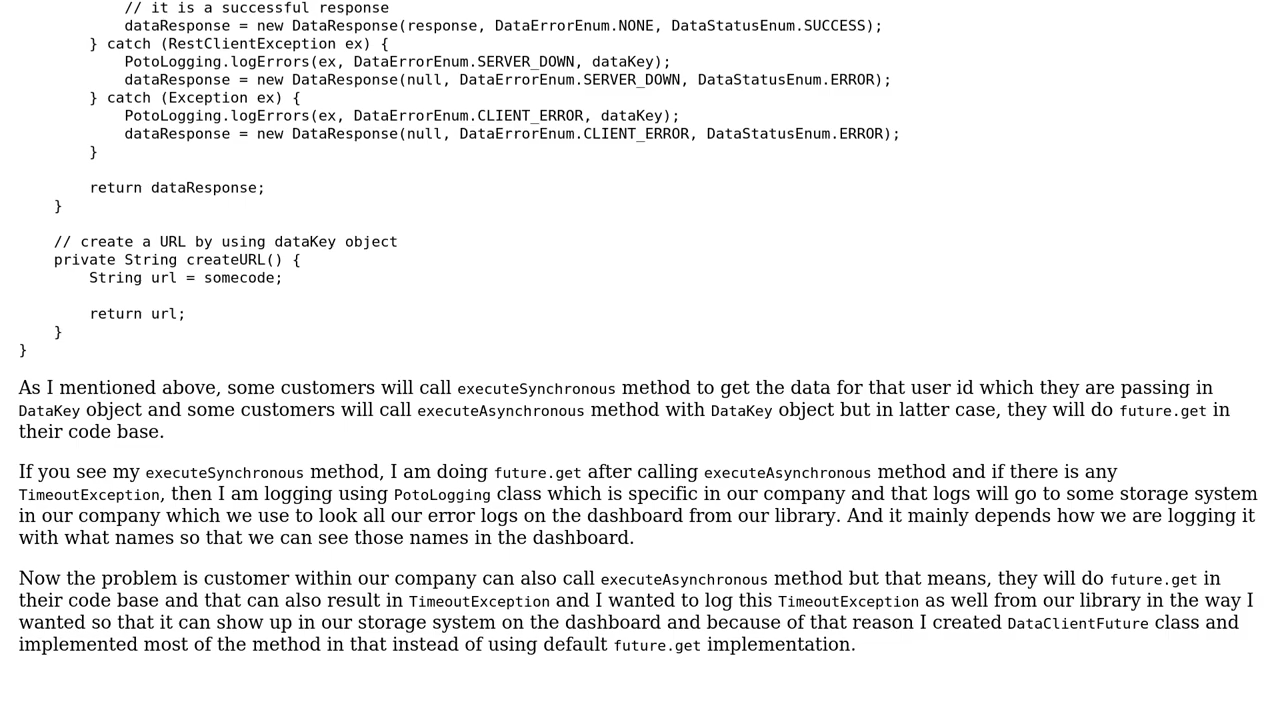 // it is a successful response
            dataResponse = new DataResponse(response, DataErrorEnum.NONE, DataStatusEnum.SUCCESS);
        } catch (RestClientException ex) {
            PotoLogging.logErrors(ex, DataErrorEnum.SERVER_DOWN, dataKey);
            dataResponse = new DataResponse(null, DataErrorEnum.SERVER_DOWN, DataStatusEnum.ERROR);
        } catch (Exception ex) {
            PotoLogging.logErrors(ex, DataErrorEnum.CLIENT_ERROR, dataKey);
            dataResponse = new DataResponse(null, DataErrorEnum.CLIENT_ERROR, DataStatusEnum.ERROR);
        }

        return dataResponse;
    }

    // create a URL by using dataKey object
    private String createURL() {
        String url = somecode;

        return url;
    }
}
As I mentioned above, some customers will call executeSynchronous method to get the data for that user id which they are passing in
DataKey object and some customers will call executeAsynchronous method with DataKey object but in latter case, they will do future.get in
their code base.
If you see my executeSynchronous method, I am doing future.get after calling executeAsynchronous method and if there is any
TimeoutException, then I am logging using PotoLogging class which is specific in our company and that logs will go to some storage system
in our company which we use to look all our error logs on the dashboard from our library. And it mainly depends how we are logging it
with what names so that we can see those names in the dashboard.
Now the problem is customer within our company can also call executeAsynchronous method but that means, they will do future.get in
their code base and that can also result in TimeoutException and I wanted to log this TimeoutException as well from our library in the way I
wanted so that it can show up in our storage system on the dashboard and because of that reason I created DataClientFuture class and
implemented most of the method in that instead of using default future.get implementation.